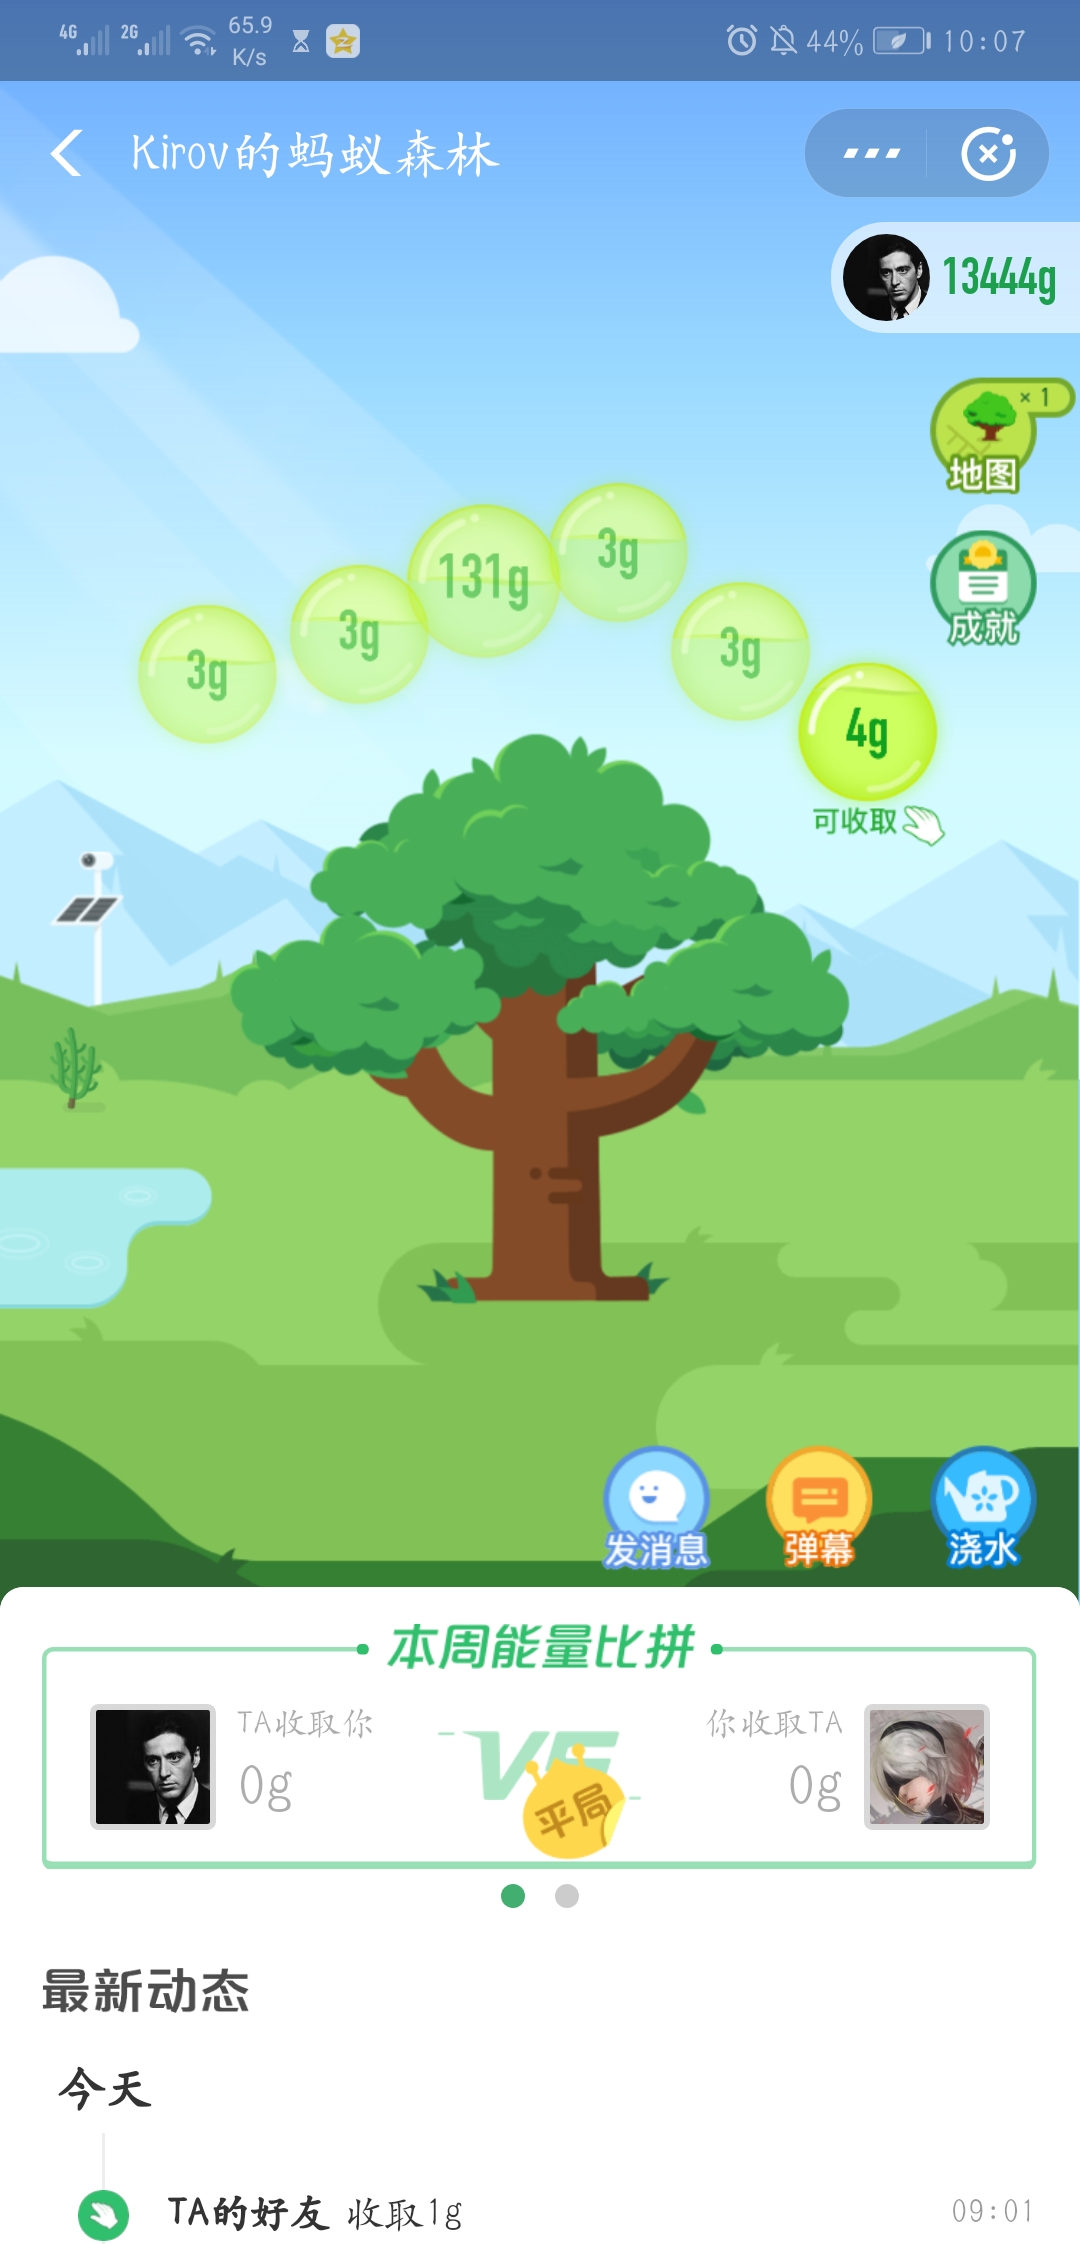 4G 2G 65.9 K/s 44% 10:07
Kirov的蚂蚁森林
13444g
× 1
地图
成就
3g
3g
131g
3g
3g
4g
可收取
发消息 弹幕 浇水
本周能量比拼
TA收取你 你收取TA
0g VS 0g
平局
最新动态
今天
TA的好友 收取1g 09:01